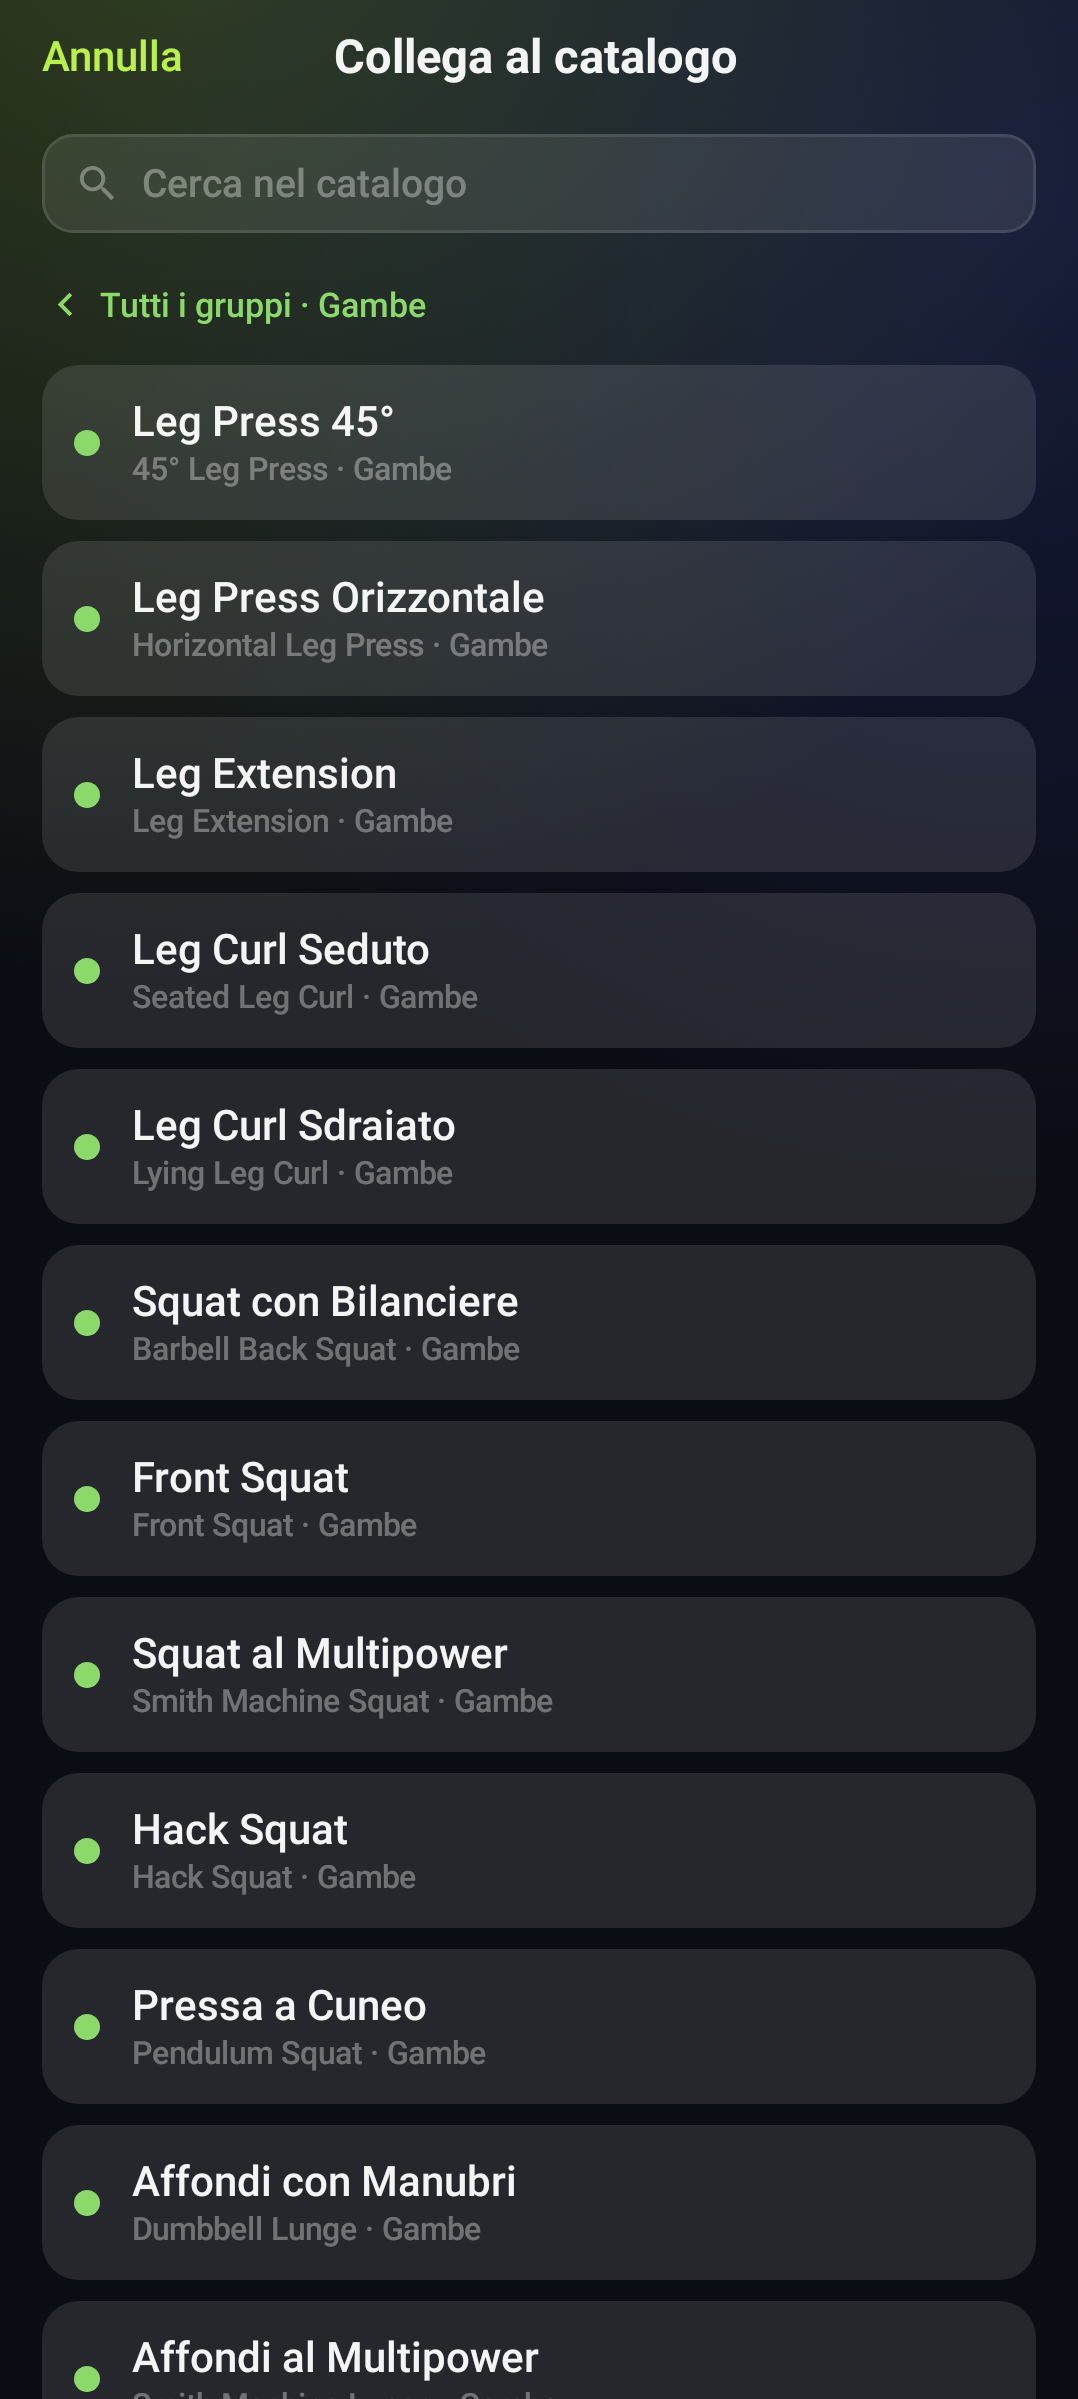 Annulla
Collega al catalogo
Cerca nel catalogo
Tutti i gruppi · Gambe
Leg Press 45°
45° Leg Press · Gambe
Leg Press Orizzontale
Horizontal Leg Press · Gambe
Leg Extension
Leg Extension · Gambe
Leg Curl Seduto
Seated Leg Curl · Gambe
Leg Curl Sdraiato
Lying Leg Curl · Gambe
Squat con Bilanciere
Barbell Back Squat · Gambe
Front Squat
Front Squat · Gambe
Squat al Multipower
Smith Machine Squat · Gambe
Hack Squat
Hack Squat · Gambe
Pressa a Cuneo
Pendulum Squat · Gambe
Affondi con Manubri
Dumbbell Lunge · Gambe
Affondi al Multipower